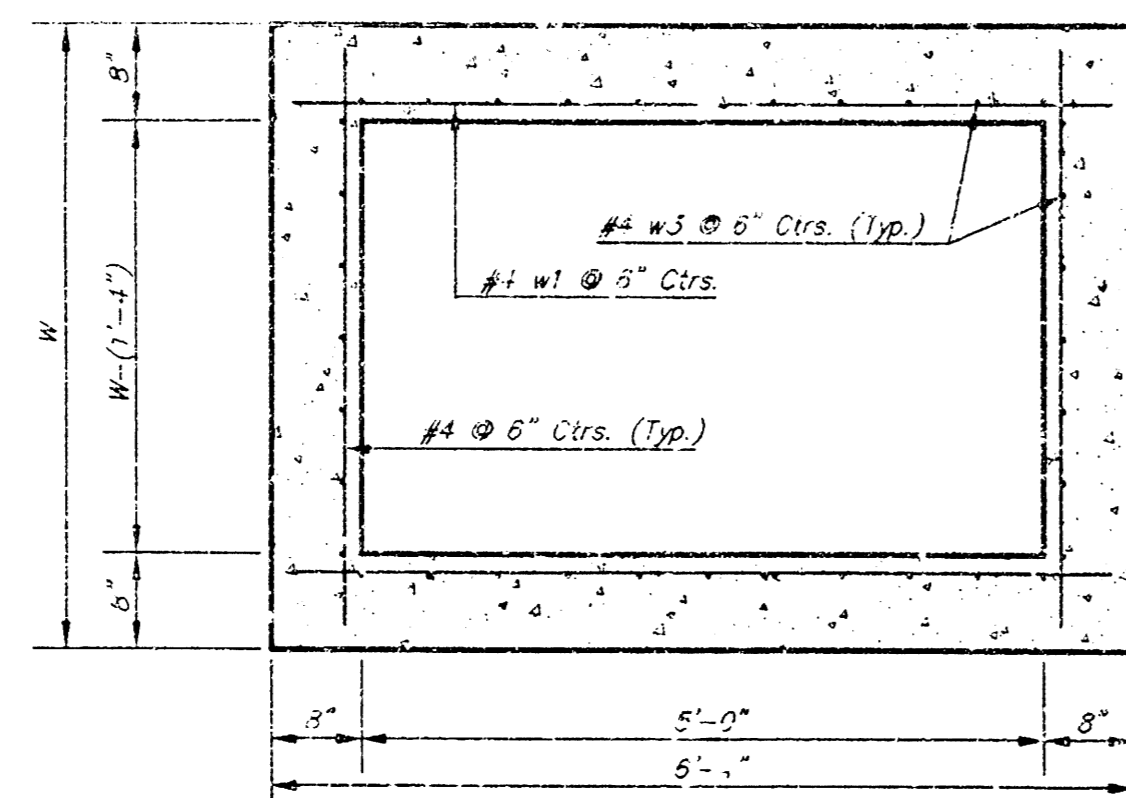 8"
W
W-(1'-4")
8"
#4 w3 @ 6" Ctrs. (Typ.)
#4 w1 @ 6" Ctrs.
#4 @ 6" Ctrs. (Typ.)
8"
5'-0"
8"